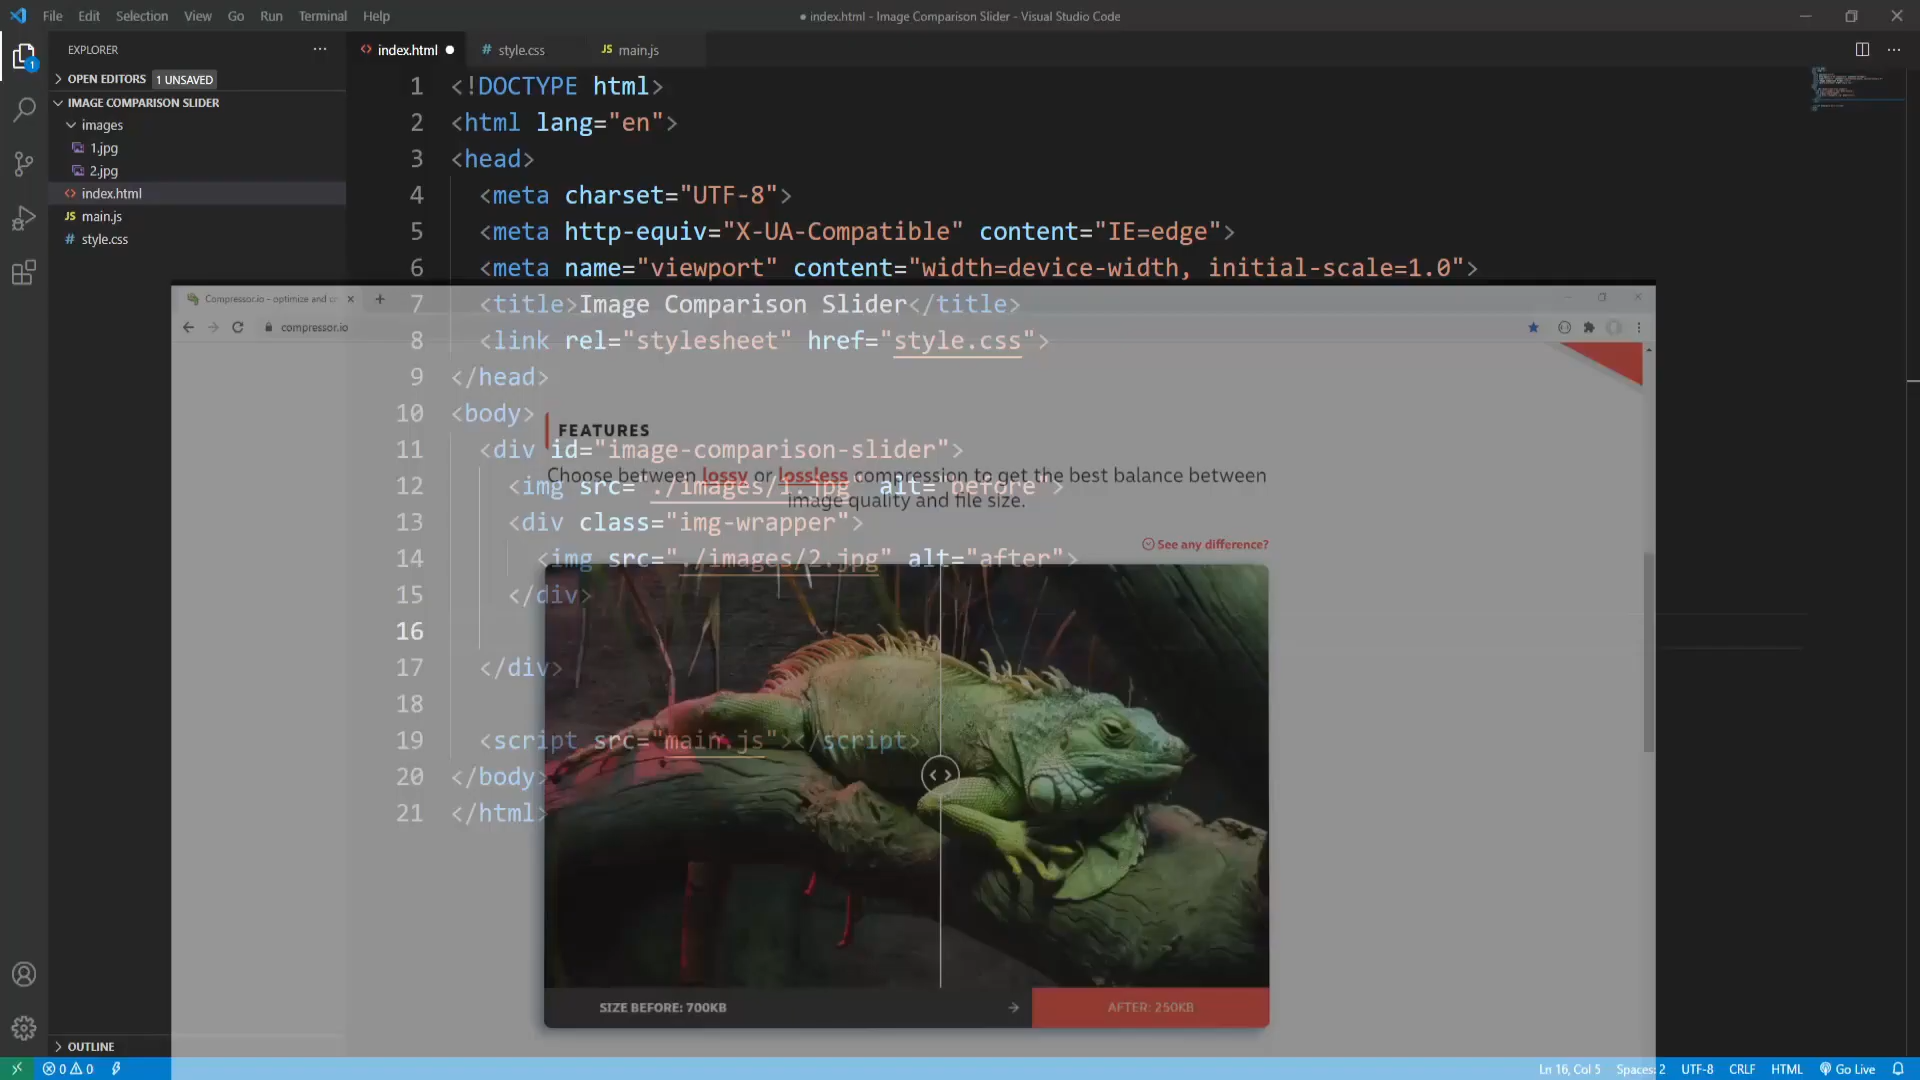 File Edit Selection View Go Run Terminal Help
● index.html - Image Comparison Slider - Visual Studio Code
EXPLORER
OPEN EDITORS 1 UNSAVED
IMAGE COMPARISON SLIDER
images
1.jpg
2.jpg
index.html
JS main.js
# style.css
OUTLINE
<> index.html ● # style.css JS main.js
1 <!DOCTYPE html>
2 <html lang="en">
3 <head>
4 <meta charset="UTF-8">
5 <meta http-equiv="X-UA-Compatible" content="IE=edge">
6 <meta name="viewport" content="width=device-width, initial-scale=1.0">
7 <title>Image Comparison Slider</title>
8 <link rel="stylesheet" href="style.css">
9 </head>
10 <body>
11 <div id="image-comparison-slider">
12 <img src="./images/1.jpg" alt="before">
13 <div class="img-wrapper">
14 <img src="./images/2.jpg" alt="after">
15 </div>
16
17 </div>
18
19 <script src="main.js"></script>
20 </body>
21 </html>
Compressor.io - optimize and
compressor.io
FEATURES
Choose between lossy or lossless compression to get the best balance between
image quality and file size.
See any difference?
SIZE BEFORE: 700KB → AFTER: 250KB
0 0 Ln 16, Col 5 Spaces: 2 UTF-8 CRLF HTML Go Live